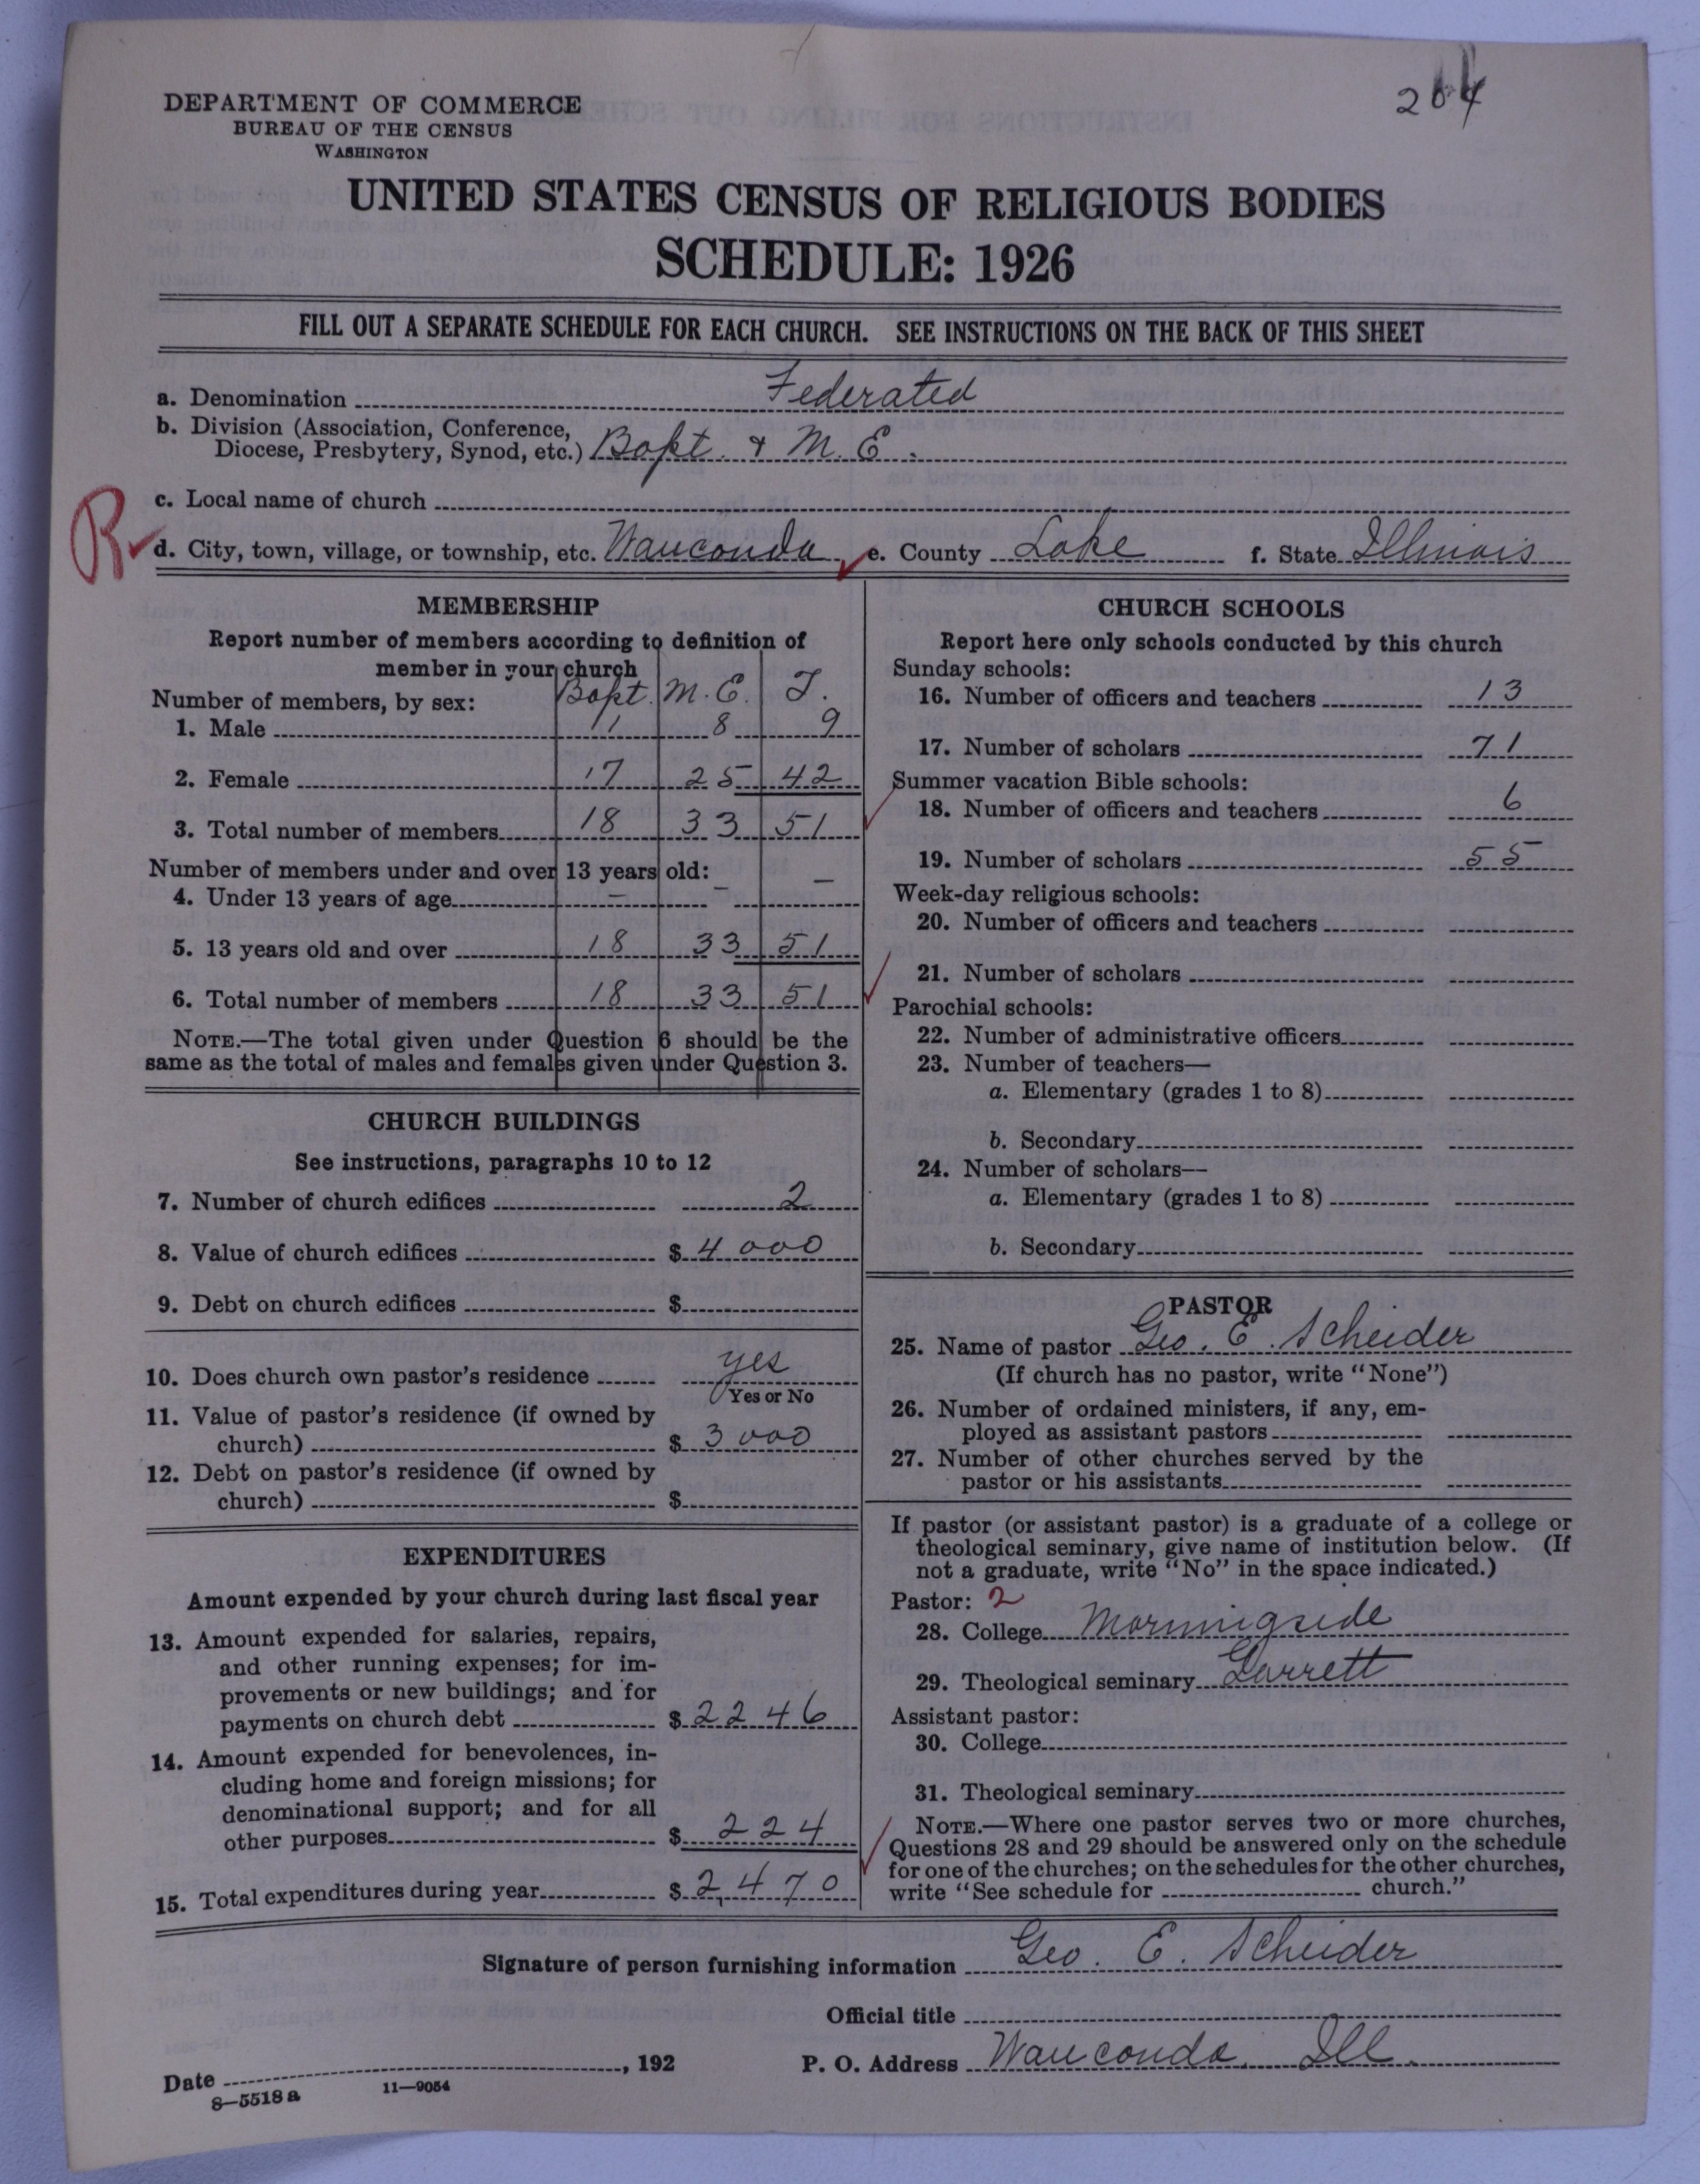 264
DEPARTMENT OF COMMERCE
BUREAU OF THE CENSUS
WASHINGTON
UNITED STATES CENSUS OF RELIGIOUS BODIES
SCHEDULE: 1926
FILL OUT A SEPARATE SCHEDULE FOR EACH CHURCH. SEE INSTRUCTIONS ON THE BACK OF THIS SHEET
a. Denomination Federated
b. Division (Association, Conference,
Diocese, Presbytery, Synod, etc.) Bapt. & M. E.
c. Local name of church
R
d. City, town, village, or township, etc. Wauconda e. County Lake f. State Illinois
MEMBERSHIP
Report number of members according to definition of
member in your church
Bapt. M. E. T.
Number of members, by sex:
1. Male 1 8 9
2. Female 17 25 42
3. Total number of members 18 33 51
Number of members under and over 13 years old:
4. Under 13 years of age – – –
5. 13 years old and over 18 33 51
6. Total number of members 18 33 51
NOTE.—The total given under Question 6 should be the
same as the total of males and females given under Question 3.
CHURCH BUILDINGS
See instructions, paragraphs 10 to 12
7. Number of church edifices 2
8. Value of church edifices $ 4000
9. Debt on church edifices $
10. Does church own pastor's residence yes
Yes or No
11. Value of pastor's residence (if owned by
church) $ 3000
12. Debt on pastor's residence (if owned by
church) $
EXPENDITURES
Amount expended by your church during last fiscal year
13. Amount expended for salaries, repairs,
and other running expenses; for im-
provements or new buildings; and for
payments on church debt $ 2246
14. Amount expended for benevolences, in-
cluding home and foreign missions; for
denominational support; and for all
other purposes $ 224
15. Total expenditures during year $ 2,470
CHURCH SCHOOLS
Report here only schools conducted by this church
Sunday schools:
16. Number of officers and teachers 13
17. Number of scholars 71
Summer vacation Bible schools:
18. Number of officers and teachers 6
19. Number of scholars 55
Week-day religious schools:
20. Number of officers and teachers
21. Number of scholars
Parochial schools:
22. Number of administrative officers
23. Number of teachers—
a. Elementary (grades 1 to 8)
b. Secondary
24. Number of scholars—
a. Elementary (grades 1 to 8)
b. Secondary
PASTOR
25. Name of pastor Geo. E. Scheider
(If church has no pastor, write "None")
26. Number of ordained ministers, if any, em-
ployed as assistant pastors
27. Number of other churches served by the
pastor or his assistants
If pastor (or assistant pastor) is a graduate of a college or
theological seminary, give name of institution below. (If
not a graduate, write "No" in the space indicated.)
Pastor: 2
28. College Morningside
29. Theological seminary Garrett
Assistant pastor:
30. College
31. Theological seminary
NOTE.—Where one pastor serves two or more churches,
Questions 28 and 29 should be answered only on the schedule
for one of the churches; on the schedules for the other churches,
write "See schedule for church."
Signature of person furnishing information Geo. E. Scheider
Official title
Date , 192 P. O. Address Wauconda Ill.
8—5518 a 11—9054